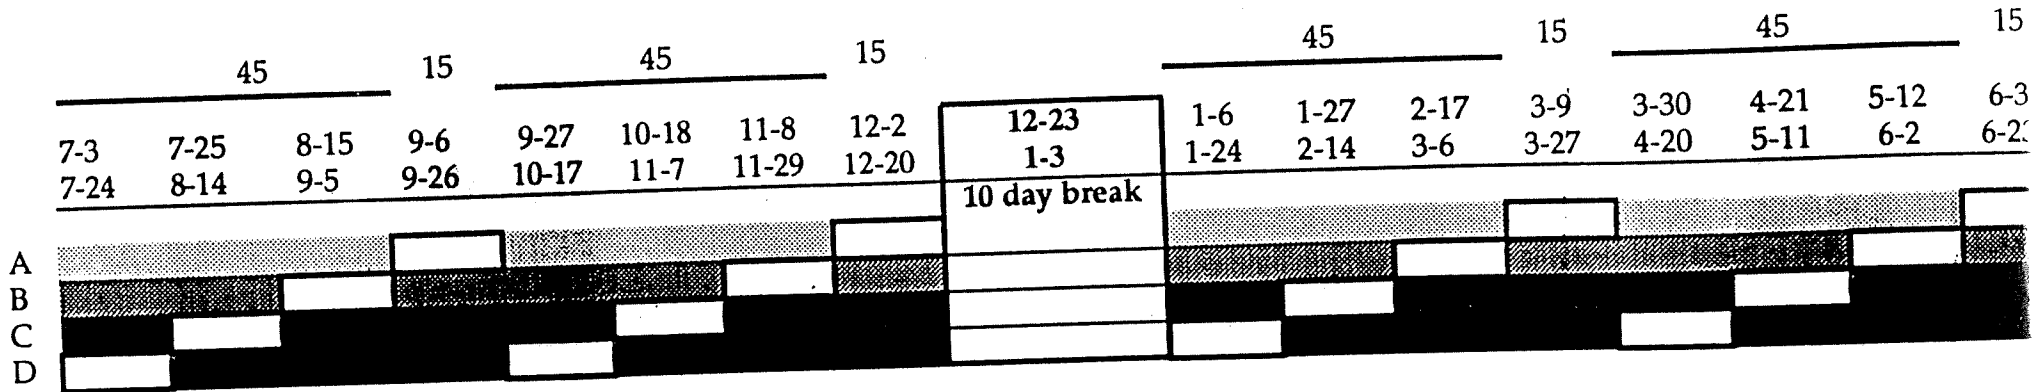 45 15 45 15 45 15 45 15
7-3 7-25 8-15 9-6 9-27 10-18 11-8 12-2 12-23 1-6 1-27 2-17 3-9 3-30 4-21 5-12 6-3
7-24 8-14 9-5 9-26 10-17 11-7 11-29 12-20 1-3 1-24 2-14 3-6 3-27 4-20 5-11 6-2
10 day break
A
B
C
D